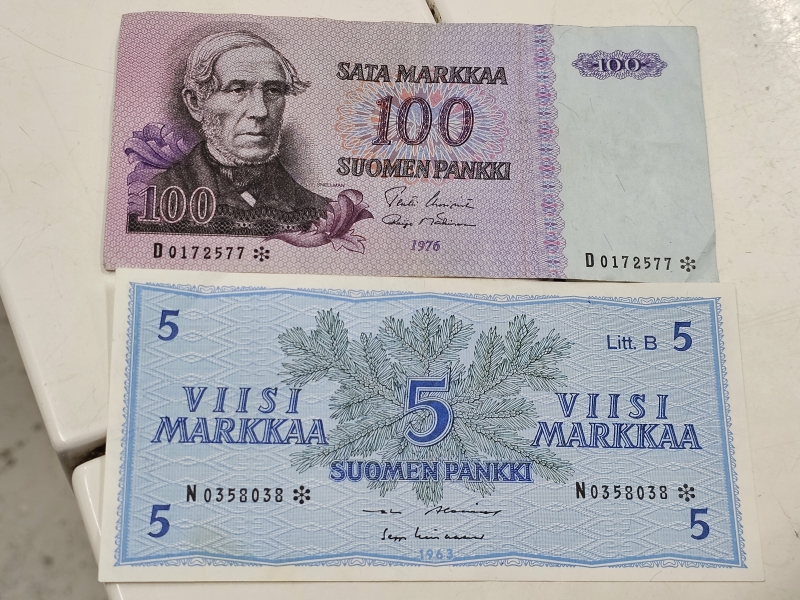 SATA MARKKAA
100
100
SUOMEN PANKKI
100
1976
D0172577*
D0172577*
5
Litt. B 5
VIISI
MARKKAA
5
VIISI
MARKKAA
SUOMEN PANKKI
N0358038*
N0358038*
5
5
1963